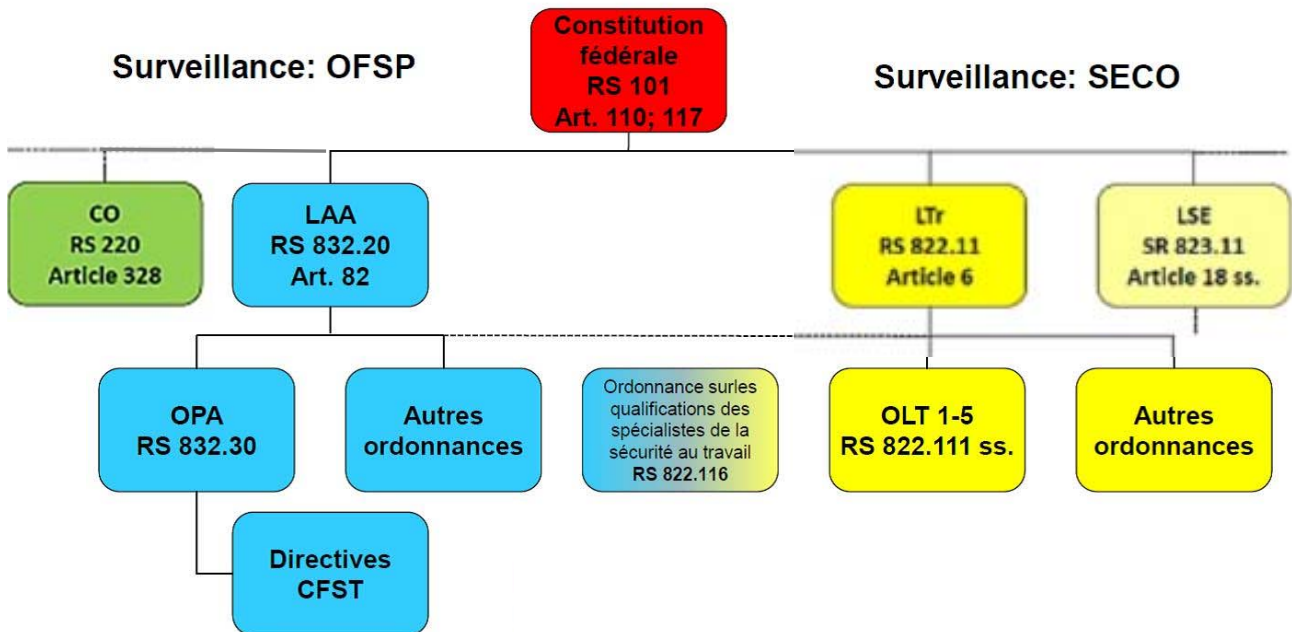 Constitution
fédérale
RS 101
Art. 110; 117
Surveillance: OFSP
Surveillance: SECO
CO
RS 220
Article 328
LAA
RS 832.20
Art. 82
LTr
RS 822.11
Article 6
LSE
SR 823.11
Article 18 ss.
OPA
RS 832.30
Autres
ordonnances
Ordonnance surles
qualifications des
spécialistes de la
sécurité au travail
RS 822.116
OLT 1-5
RS 822.111 ss.
Autres
ordonnances
Directives
CFST